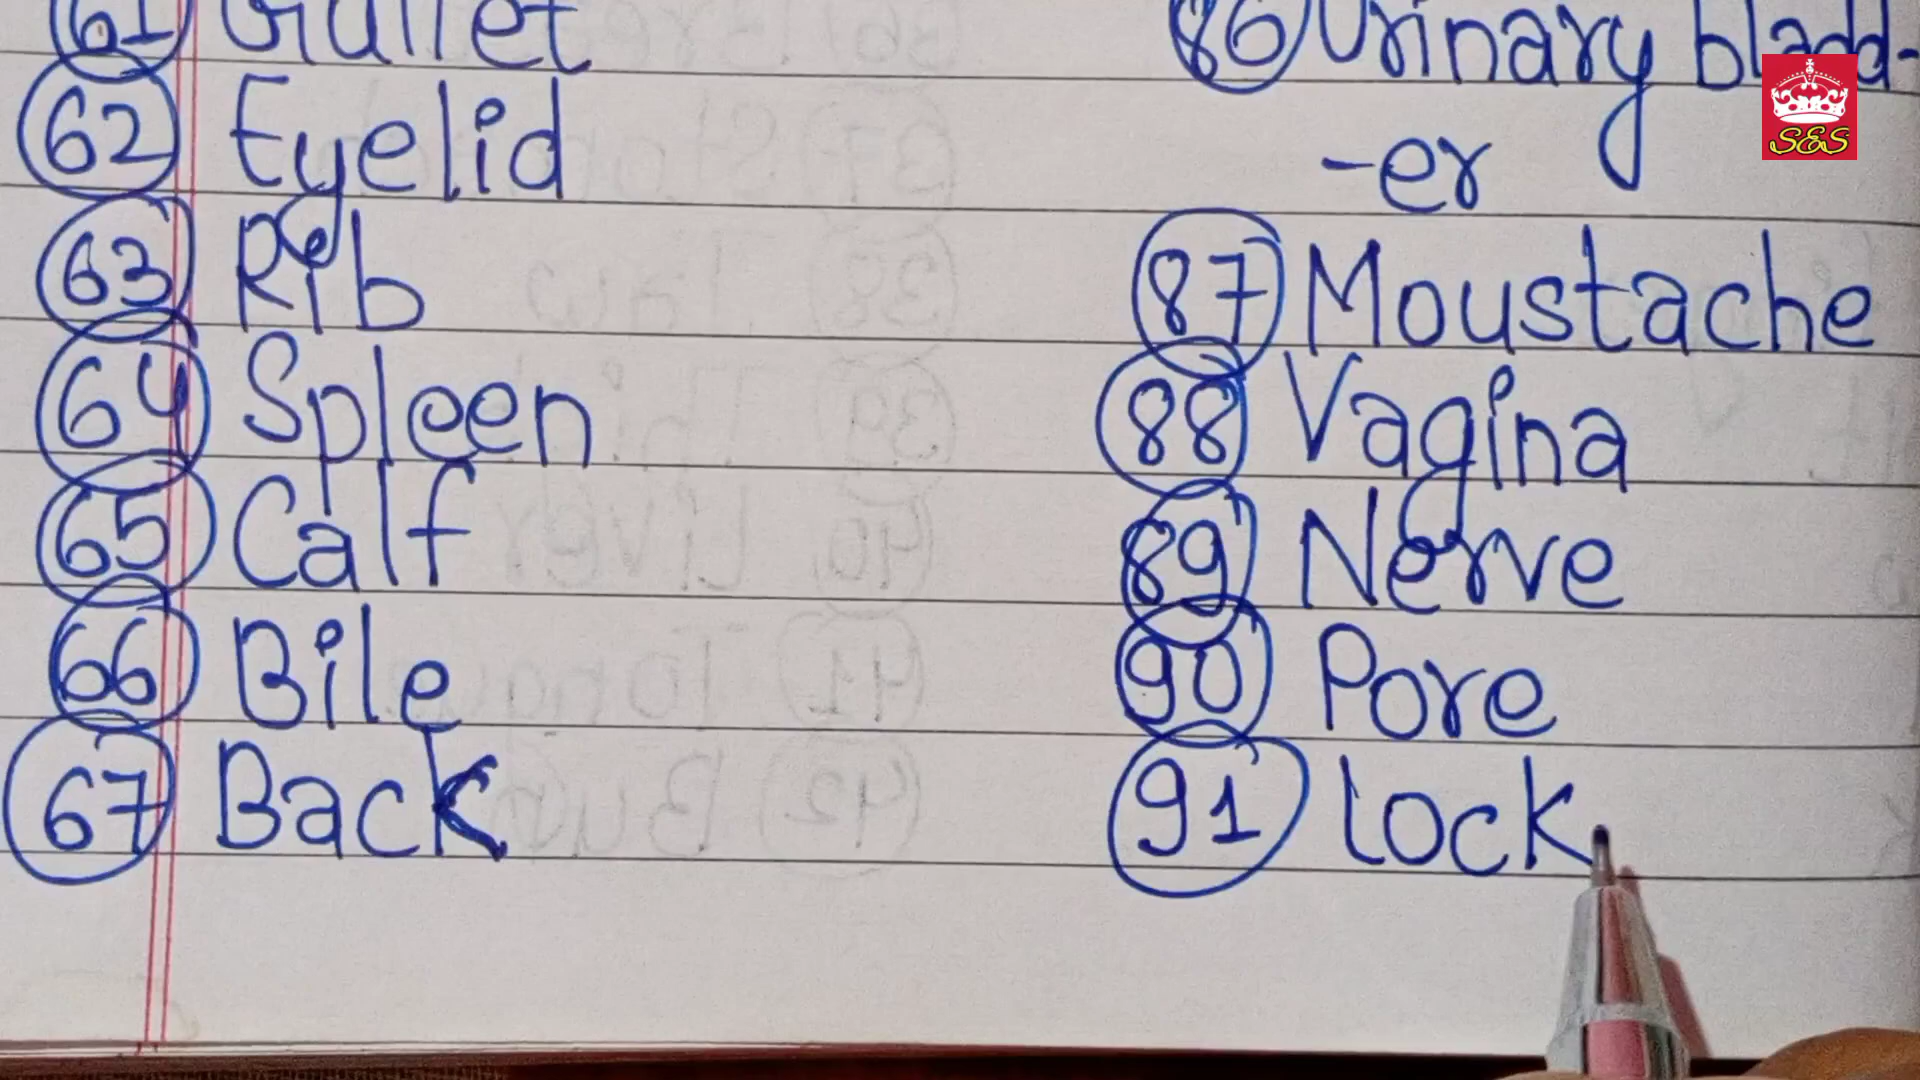 61 Gullet
62 Eyelid
63 Rib
64 Spleen
65 Calf
66 Bile
67 Back
86 Urinary bladd-
-er
87 Moustache
88 Vagina
89 Nerve
90 Pore
91 lock
S&S